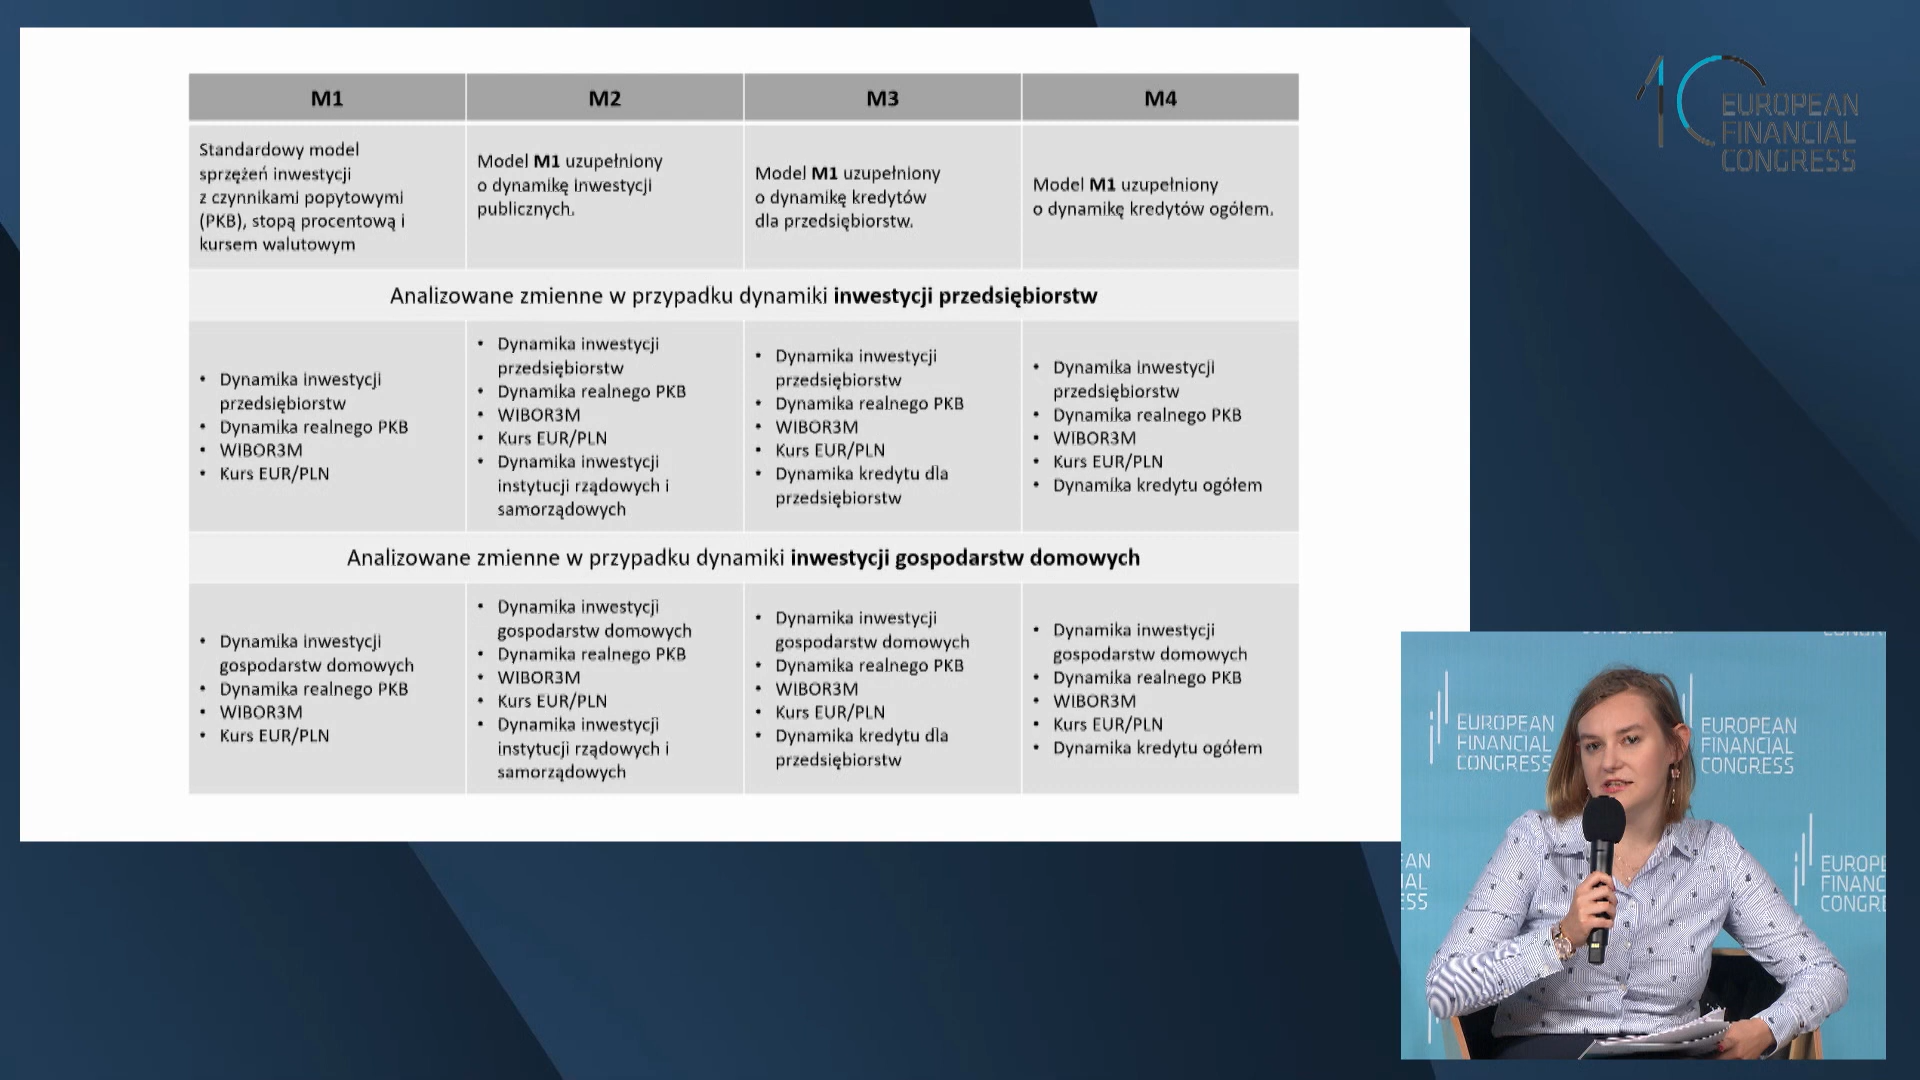 M1
M2
M3
M4
Standardowy model
sprzężeń inwestycji
z czynnikami popytowymi
(PKB), stopą procentową i
kursem walutowym
Model M1 uzupełniony
o dynamikę inwestycji
publicznych.
Model M1 uzupełniony
o dynamikę kredytów
dla przedsiębiorstw.
Model M1 uzupełniony
o dynamikę kredytów ogółem.
Analizowane zmienne w przypadku dynamiki inwestycji przedsiębiorstw
• Dynamika inwestycji
przedsiębiorstw
• Dynamika realnego PKB
• WIBOR3M
• Kurs EUR/PLN
• Dynamika inwestycji
przedsiębiorstw
• Dynamika realnego PKB
• WIBOR3M
• Kurs EUR/PLN
• Dynamika inwestycji
instytucji rządowych i
samorządowych
• Dynamika inwestycji
przedsiębiorstw
• Dynamika realnego PKB
• WIBOR3M
• Kurs EUR/PLN
• Dynamika kredytu dla
przedsiębiorstw
• Dynamika inwestycji
przedsiębiorstw
• Dynamika realnego PKB
• WIBOR3M
• Kurs EUR/PLN
• Dynamika kredytu ogółem
Analizowane zmienne w przypadku dynamiki inwestycji gospodarstw domowych
• Dynamika inwestycji
gospodarstw domowych
• Dynamika realnego PKB
• WIBOR3M
• Kurs EUR/PLN
• Dynamika inwestycji
gospodarstw domowych
• Dynamika realnego PKB
• WIBOR3M
• Kurs EUR/PLN
• Dynamika inwestycji
instytucji rządowych i
samorządowych
• Dynamika inwestycji
gospodarstw domowych
• Dynamika realnego PKB
• WIBOR3M
• Kurs EUR/PLN
• Dynamika kredytu dla
przedsiębiorstw
• Dynamika inwestycji
gospodarstw domowych
• Dynamika realnego PKB
• WIBOR3M
• Kurs EUR/PLN
• Dynamika kredytu ogółem
10
EUROPEAN
FINANCIAL
CONGRESS
EUROPEAN
FINANCIAL
CONGRESS
EUROPEAN
FINANCIAL
CONGRESS
EAN
IAL
ESS
EUROPE
FINANC
CONGRE